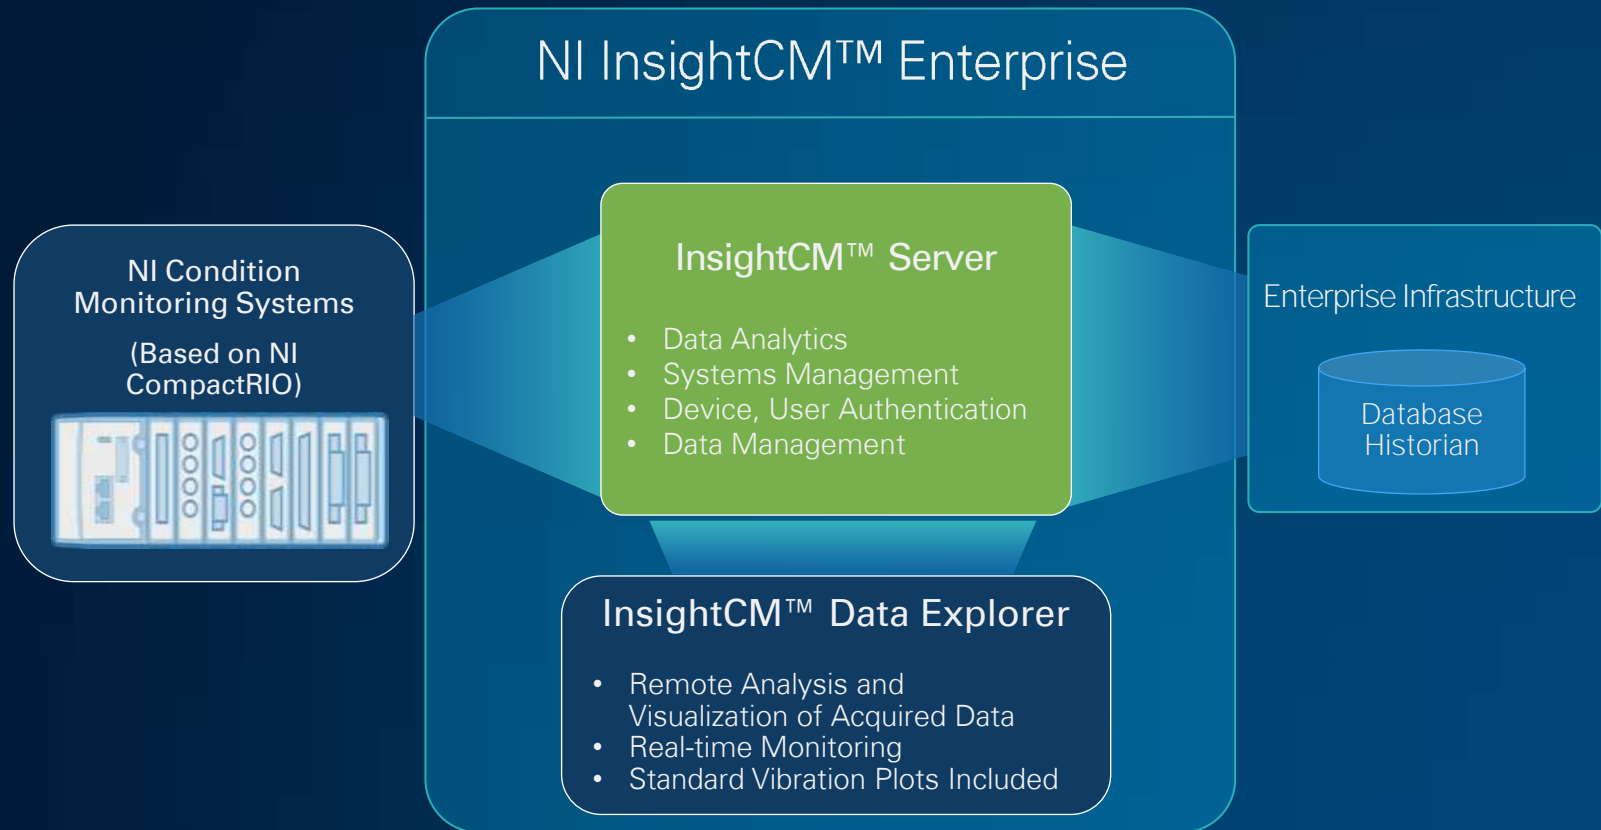 NI InsightCM™ Enterprise
NI Condition
Monitoring Systems
(Based on NI
CompactRIO)
InsightCM™ Server
• Data Analytics
• Systems Management
• Device, User Authentication
• Data Management
Enterprise Infrastructure
Database
Historian
InsightCM™ Data Explorer
• Remote Analysis and
Visualization of Acquired Data
• Real-time Monitoring
• Standard Vibration Plots Included